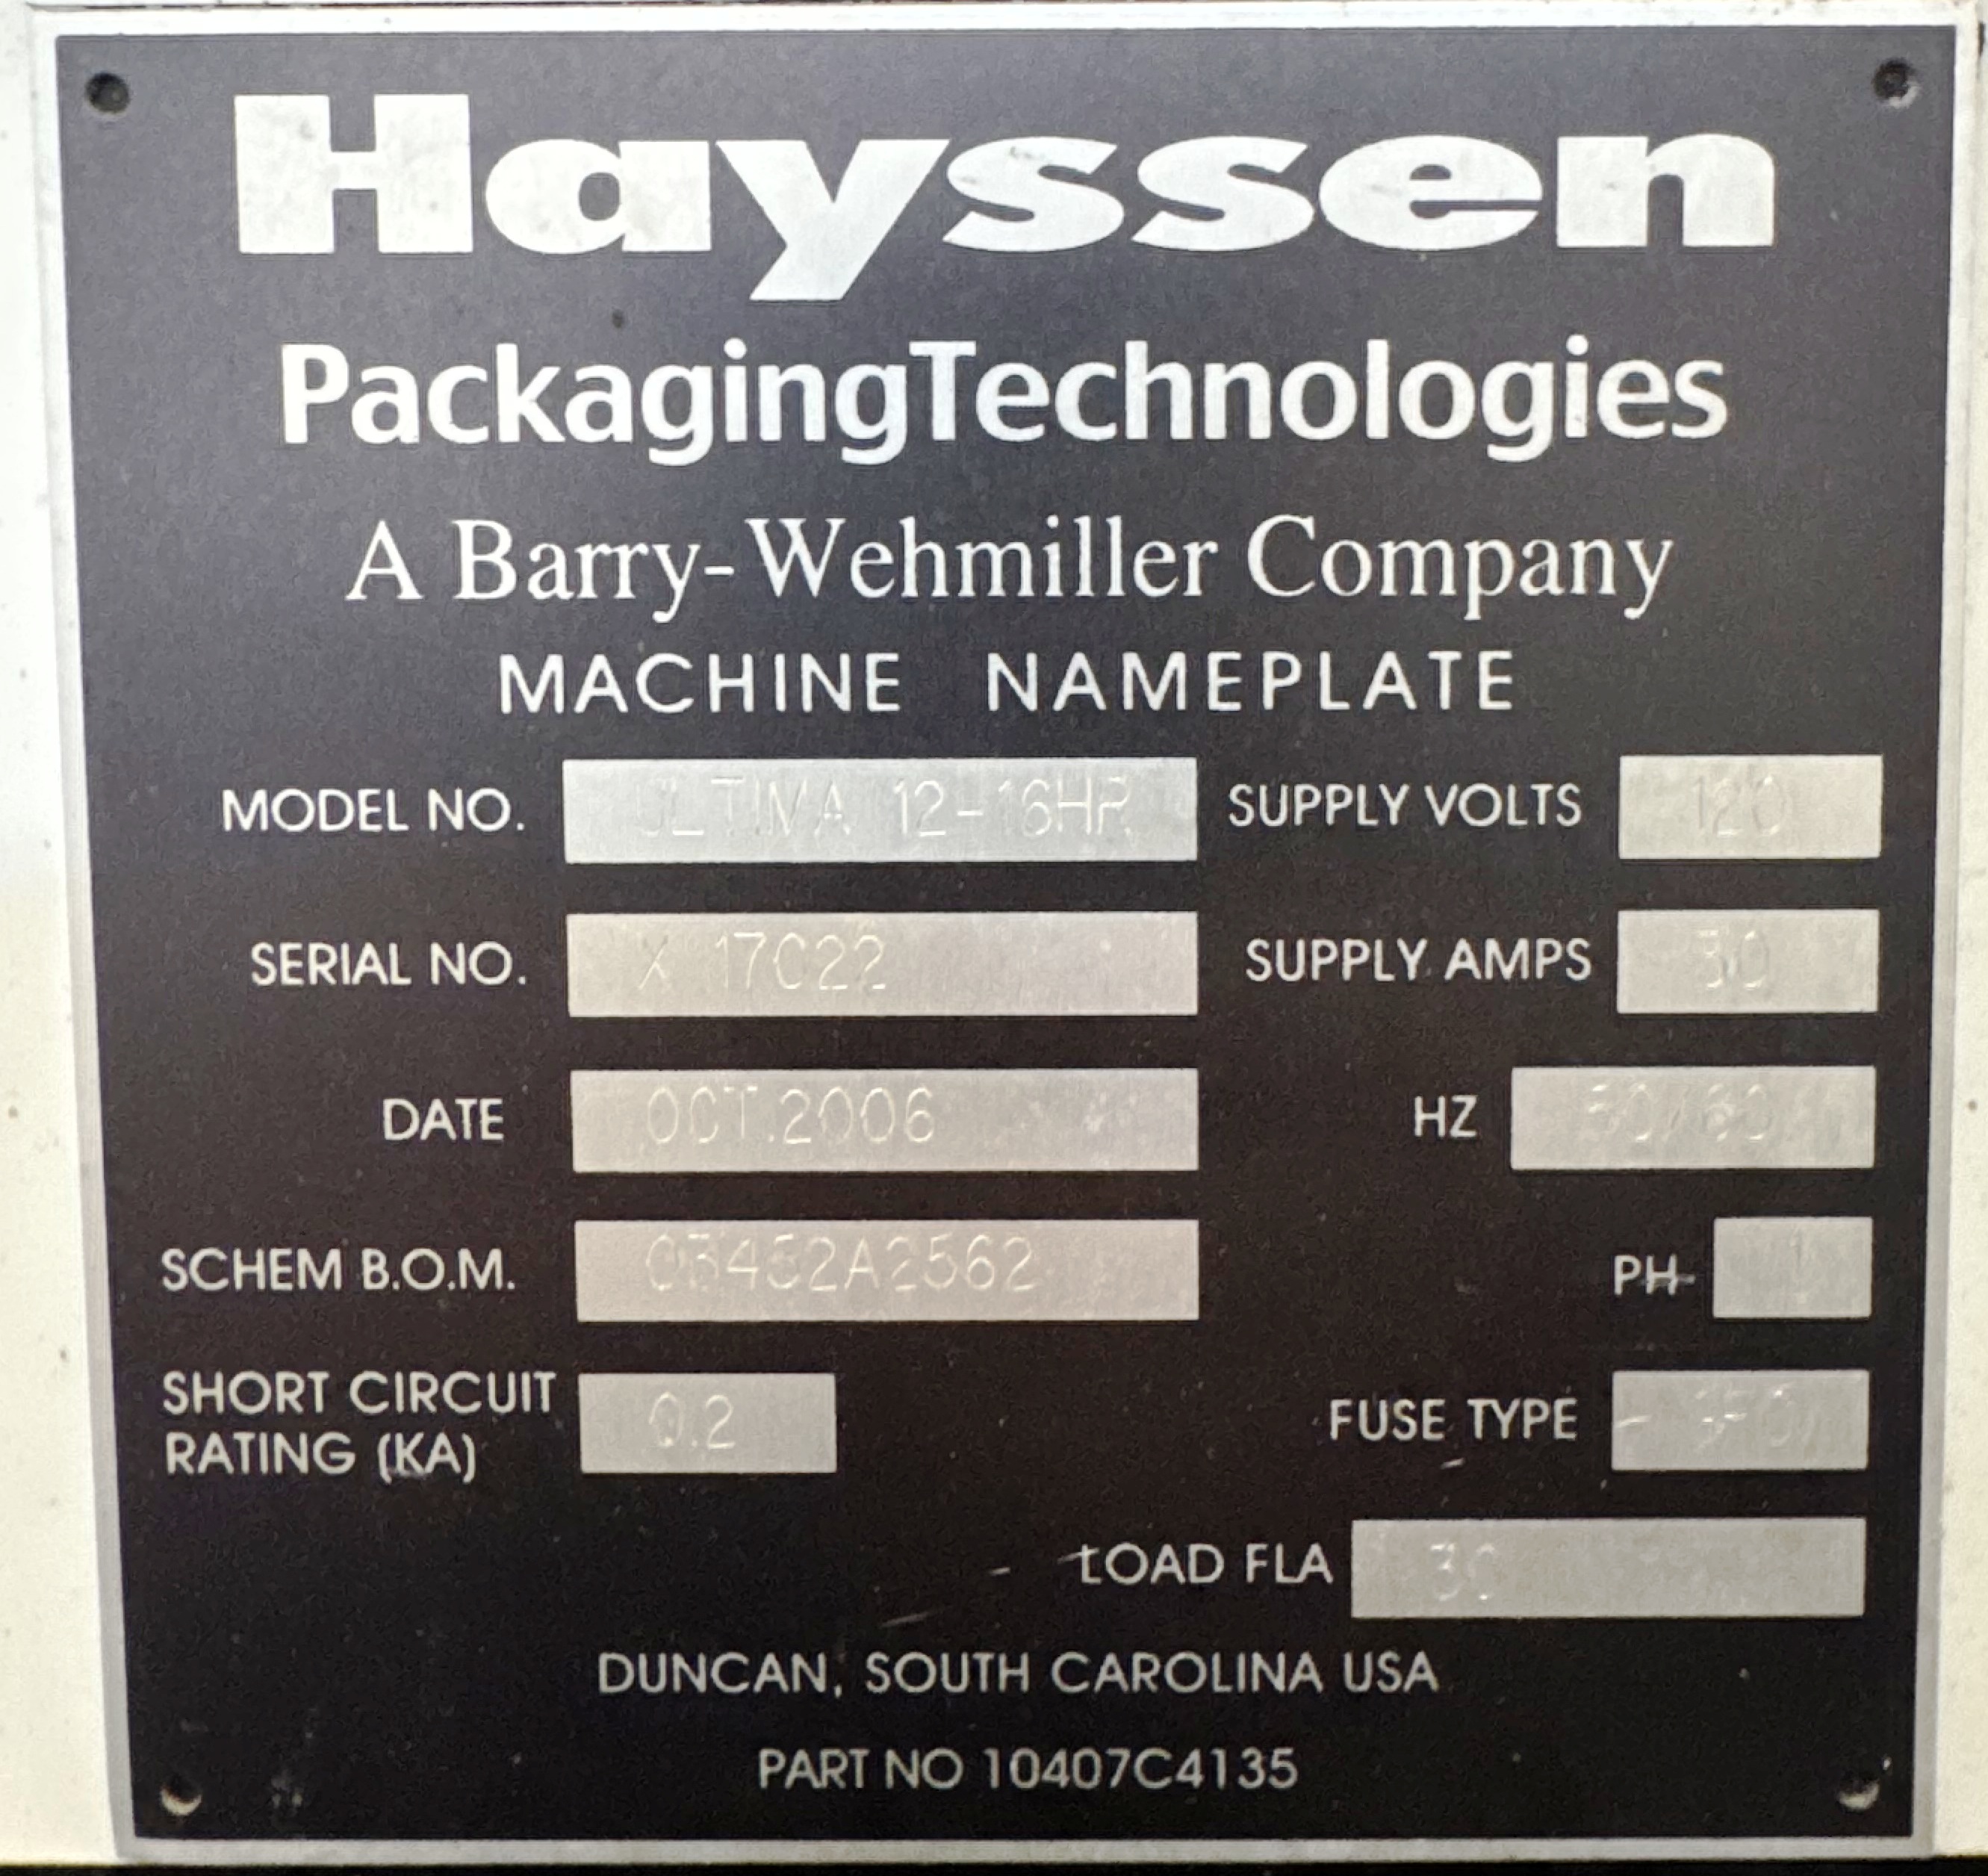 Hayssen
PackagingTechnologies
A Barry-Wehmiller Company
MACHINE NAMEPLATE
MODEL NO. ULTIMA 12-16HR SUPPLY VOLTS 120
SERIAL NO. X 17022 SUPPLY AMPS 30
DATE OCT.2006 HZ 50/60
SCHEM B.O.M. 03452A2562 PH 1
SHORT CIRCUIT
RATING (KA) 0.2 FUSE TYPE
LOAD FLA 30
DUNCAN, SOUTH CAROLINA USA
PART NO 10407C4135